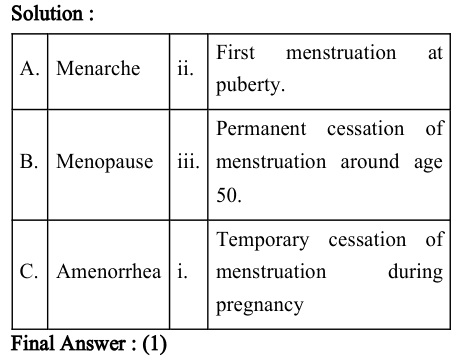 Solution :
A. Menarche ii. First menstruation at
puberty.
B. Menopause iii. Permanent cessation of
menstruation around age
50.
C. Amenorrhea i. Temporary cessation of
menstruation during
pregnancy
Final Answer : (1)